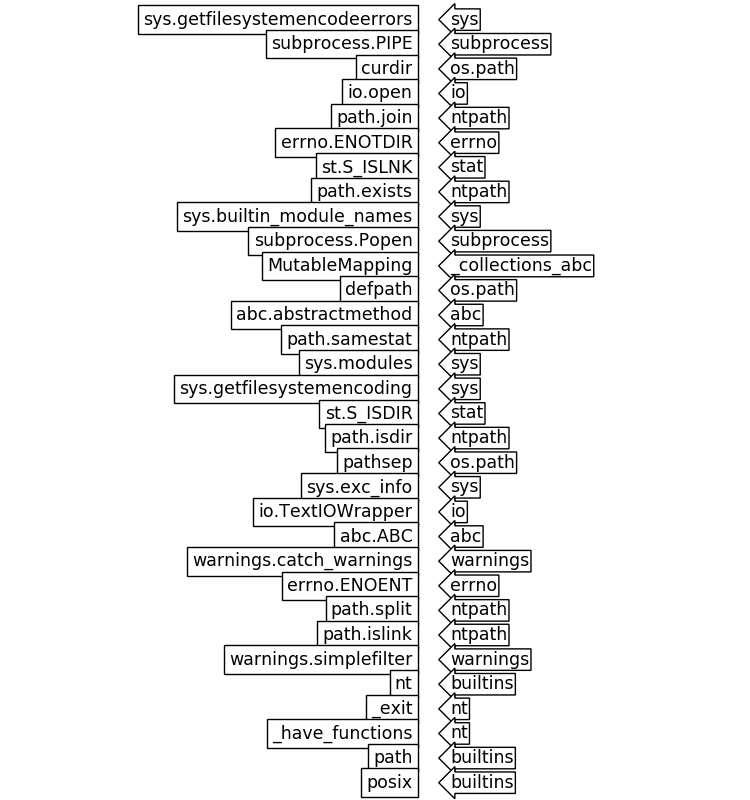 sys.getfilesystemencodeerrors sys
subprocess.PIPE subprocess
curdir os.path
io.open io
path.join ntpath
errno.ENOTDIR errno
st.S_ISLNK stat
path.exists ntpath
sys.builtin_module_names sys
subprocess.Popen subprocess
MutableMapping _collections_abc
defpath os.path
abc.abstractmethod abc
path.samestat ntpath
sys.modules sys
sys.getfilesystemencoding sys
st.S_ISDIR stat
path.isdir ntpath
pathsep os.path
sys.exc_info sys
io.TextIOWrapper io
abc.ABC abc
warnings.catch_warnings warnings
errno.ENOENT errno
path.split ntpath
path.islink ntpath
warnings.simplefilter warnings
nt builtins
_exit nt
_have_functions nt
path builtins
posix builtins